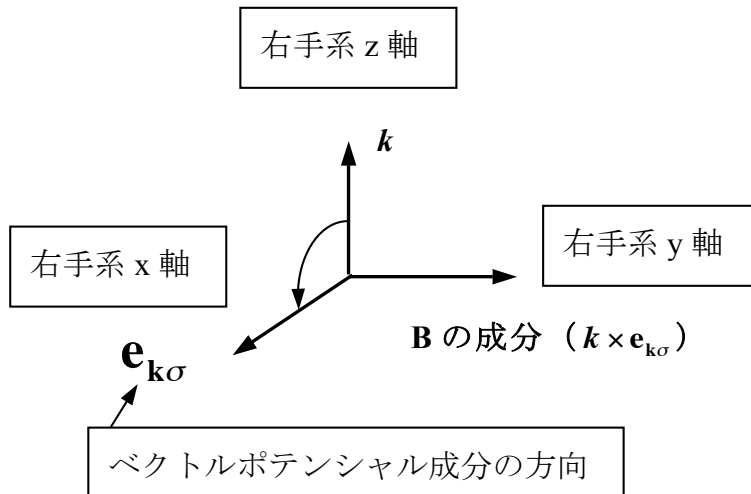 右手系 z 軸
k
右手系 x 軸
右手系 y 軸
B の成分（k × e_kσ）
e_kσ
ベクトルポテンシャル成分の方向